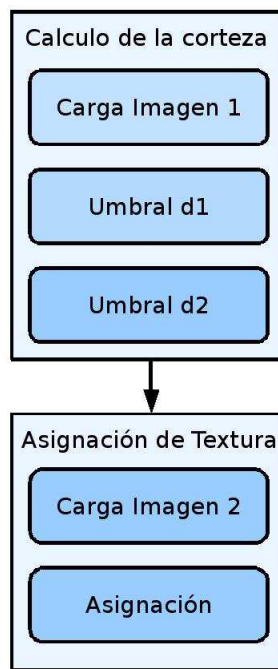 Calculo de la corteza
Carga Imagen 1
Umbral d1
Umbral d2
Asignación de Textura
Carga Imagen 2
Asignación